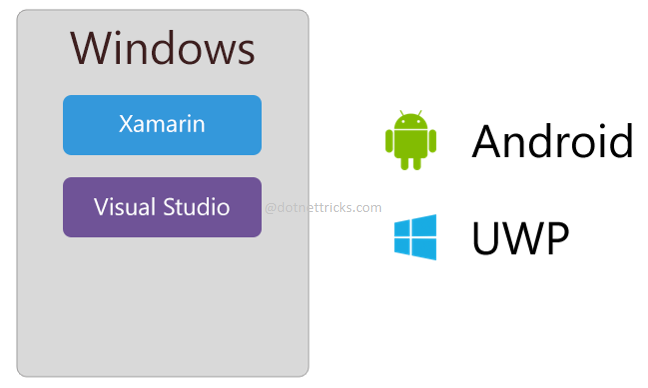 Windows
Xamarin
Visual Studio
@dotnettricks.com
Android
UWP